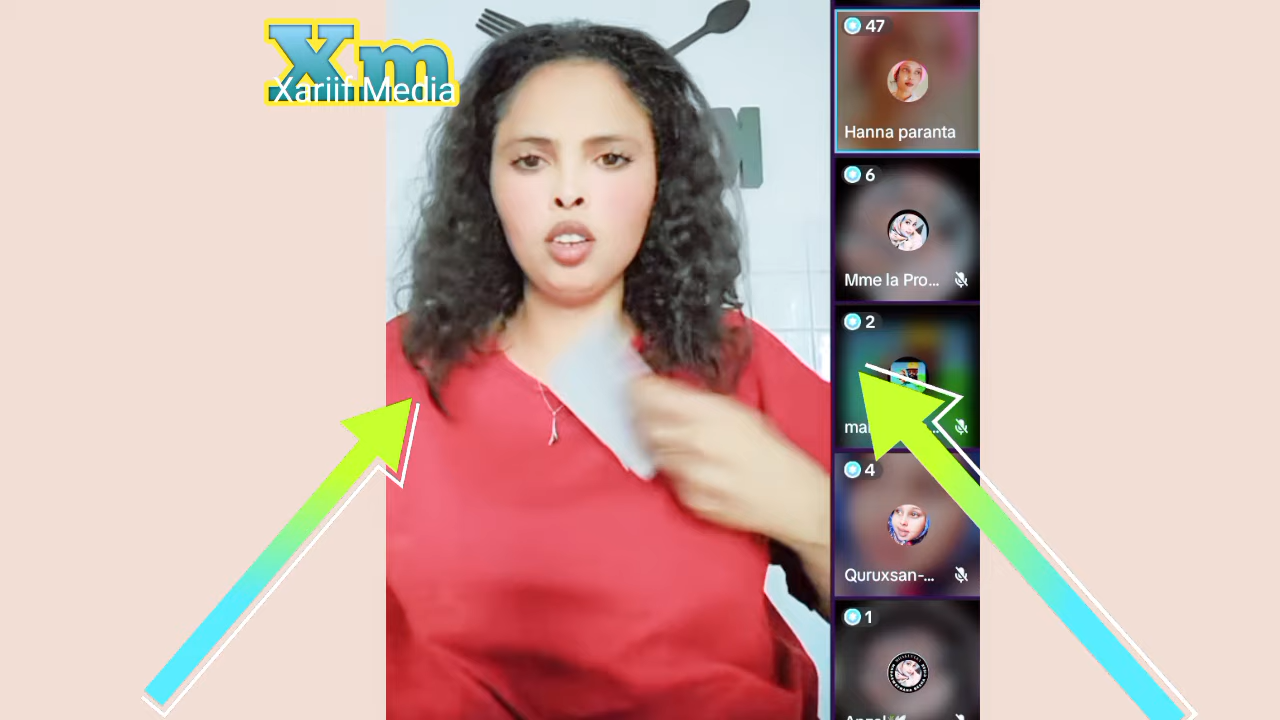 Xm
Xariif Media
47
Hanna paranta
6
Mme la Pro...
2
4
Quruxsan-...
1